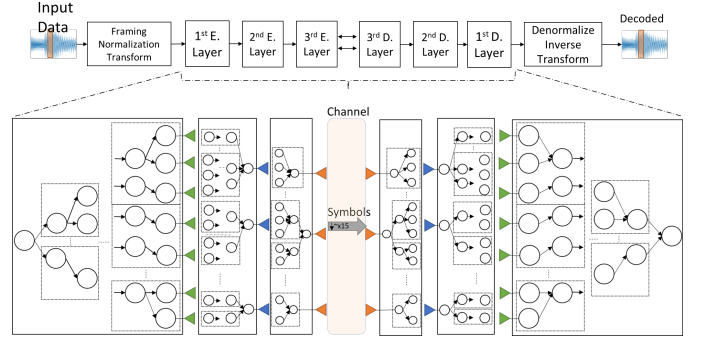 Input
Data
Framing
Normalization
Transform
1st E.
Layer
2nd E.
Layer
3rd E.
Layer
3rd D.
Layer
2nd D.
Layer
1st D.
Layer
Denormalize
Inverse
Transform
Decoded
Channel
Symbols
~x15